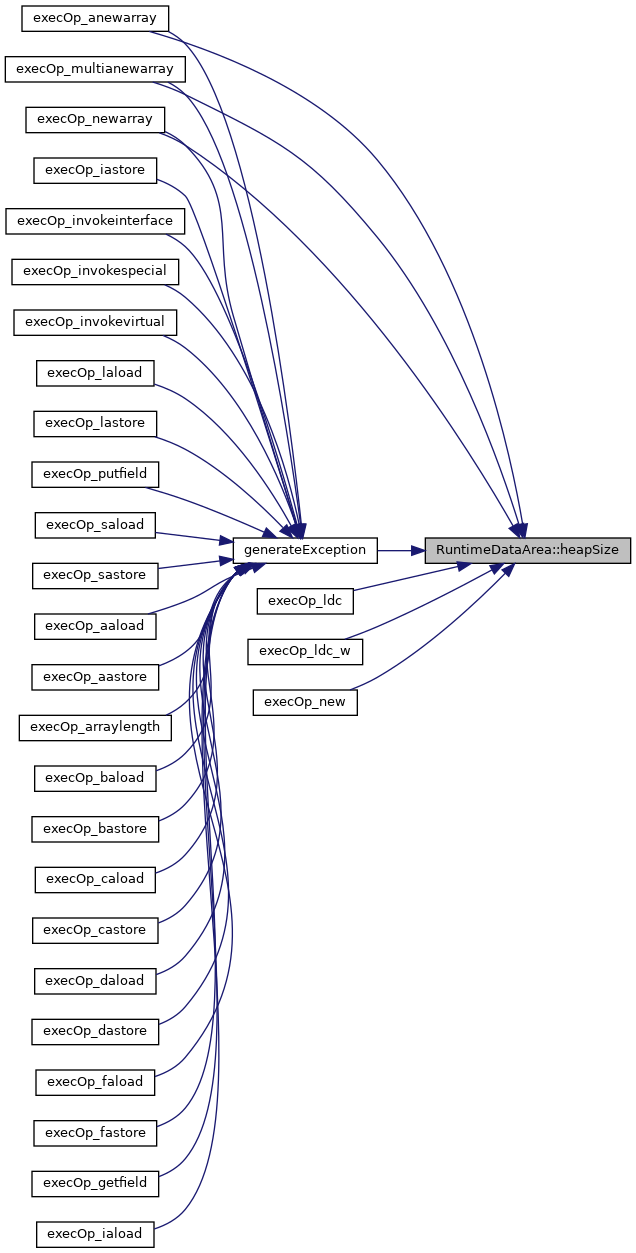 execOp_anewarray
execOp_multianewarray
execOp_newarray
execOp_iastore
execOp_invokeinterface
execOp_invokespecial
execOp_invokevirtual
execOp_laload
execOp_lastore
execOp_putfield
execOp_saload
generateException
RuntimeDataArea::heapSize
execOp_sastore
execOp_ldc
execOp_aaload
execOp_ldc_w
execOp_aastore
execOp_new
execOp_arraylength
execOp_baload
execOp_bastore
execOp_caload
execOp_castore
execOp_daload
execOp_dastore
execOp_faload
execOp_fastore
execOp_getfield
execOp_iaload